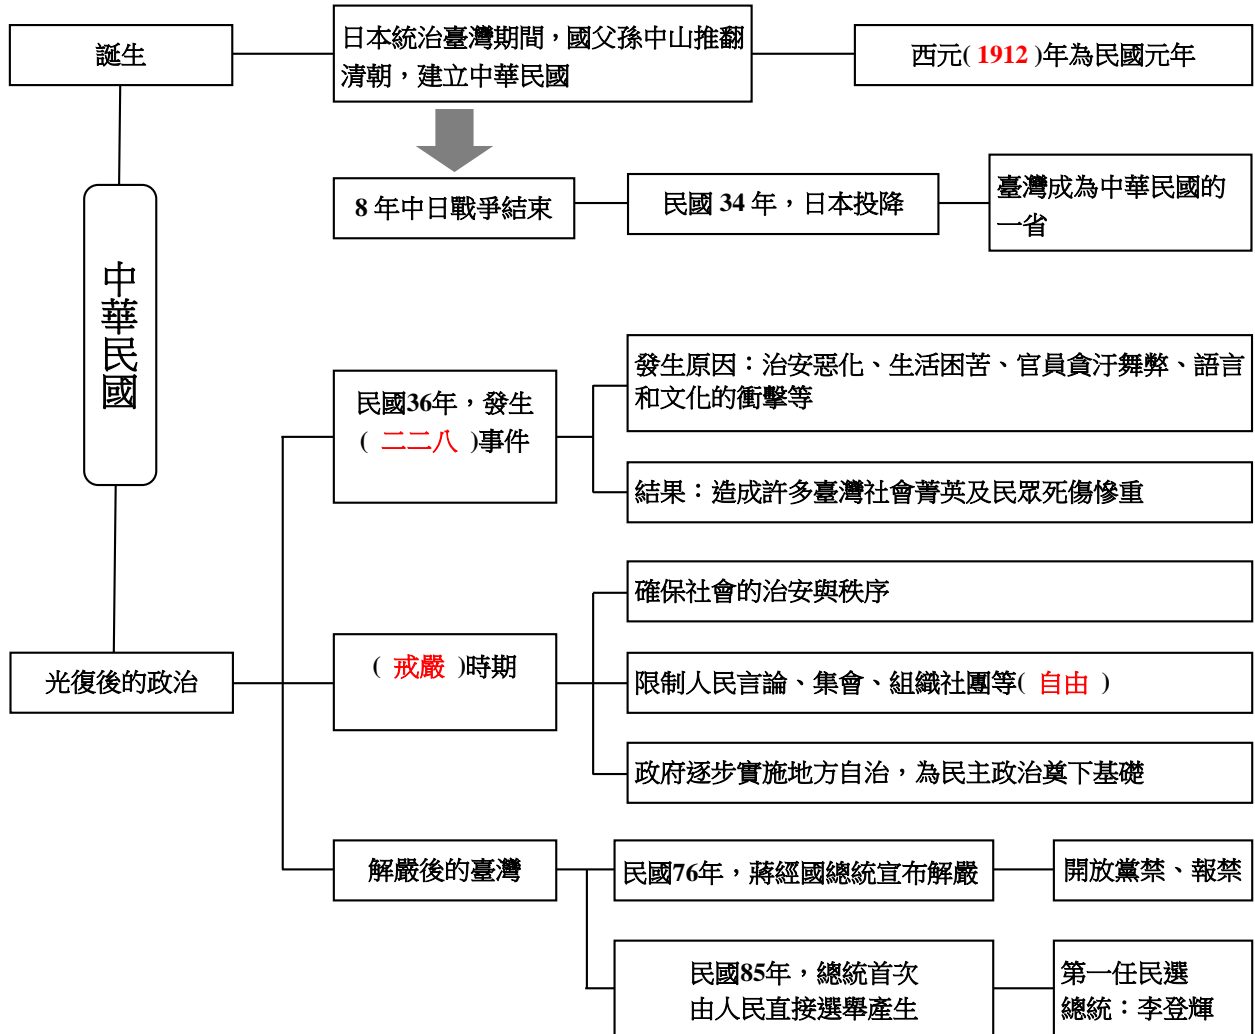 誕生
日本統治臺灣期間，國父孫中山推翻
清朝，建立中華民國
西元( 1912 )年為民國元年
8 年中日戰爭結束
民國 34 年，日本投降
臺灣成為中華民國的
一省
中華民國
民國36年，發生
( 二二八 )事件
發生原因：治安惡化、生活困苦、官員貪汙舞弊、語言
和文化的衝擊等
結果：造成許多臺灣社會菁英及民眾死傷慘重
光復後的政治
( 戒嚴 )時期
確保社會的治安與秩序
限制人民言論、集會、組織社團等( 自由 )
政府逐步實施地方自治，為民主政治奠下基礎
解嚴後的臺灣
民國76年，蔣經國總統宣布解嚴
開放黨禁、報禁
民國85年，總統首次
由人民直接選舉產生
第一任民選
總統：李登輝